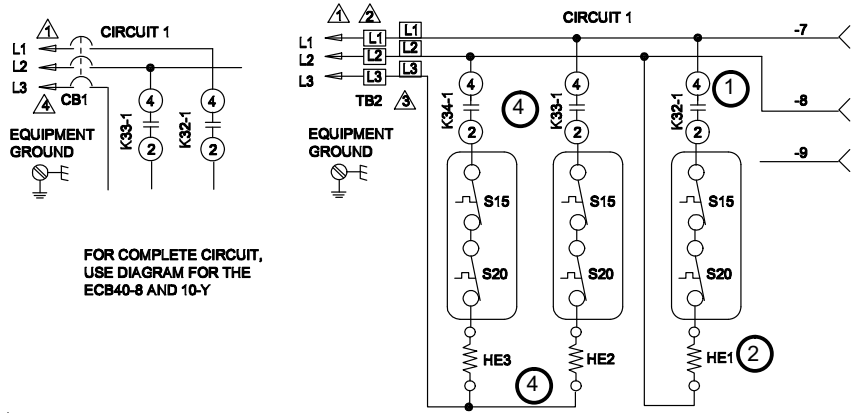 1
CIRCUIT 1
L1
L2
L3
4
CB1
4
4
K33-1
K32-1
2
2
EQUIPMENT
GROUND
FOR COMPLETE CIRCUIT,
USE DIAGRAM FOR THE
ECB40-8 AND 10-Y
1
2
CIRCUIT 1
L1
L1
L1
-7
L2
L2
L2
L3
L3
L3
TB2
3
4
4
4
1
K34-1
4
K33-1
K32-1
-8
2
2
2
-9
EQUIPMENT
GROUND
S15
S15
S15
S20
S20
S20
HE3
HE2
HE1
2
4